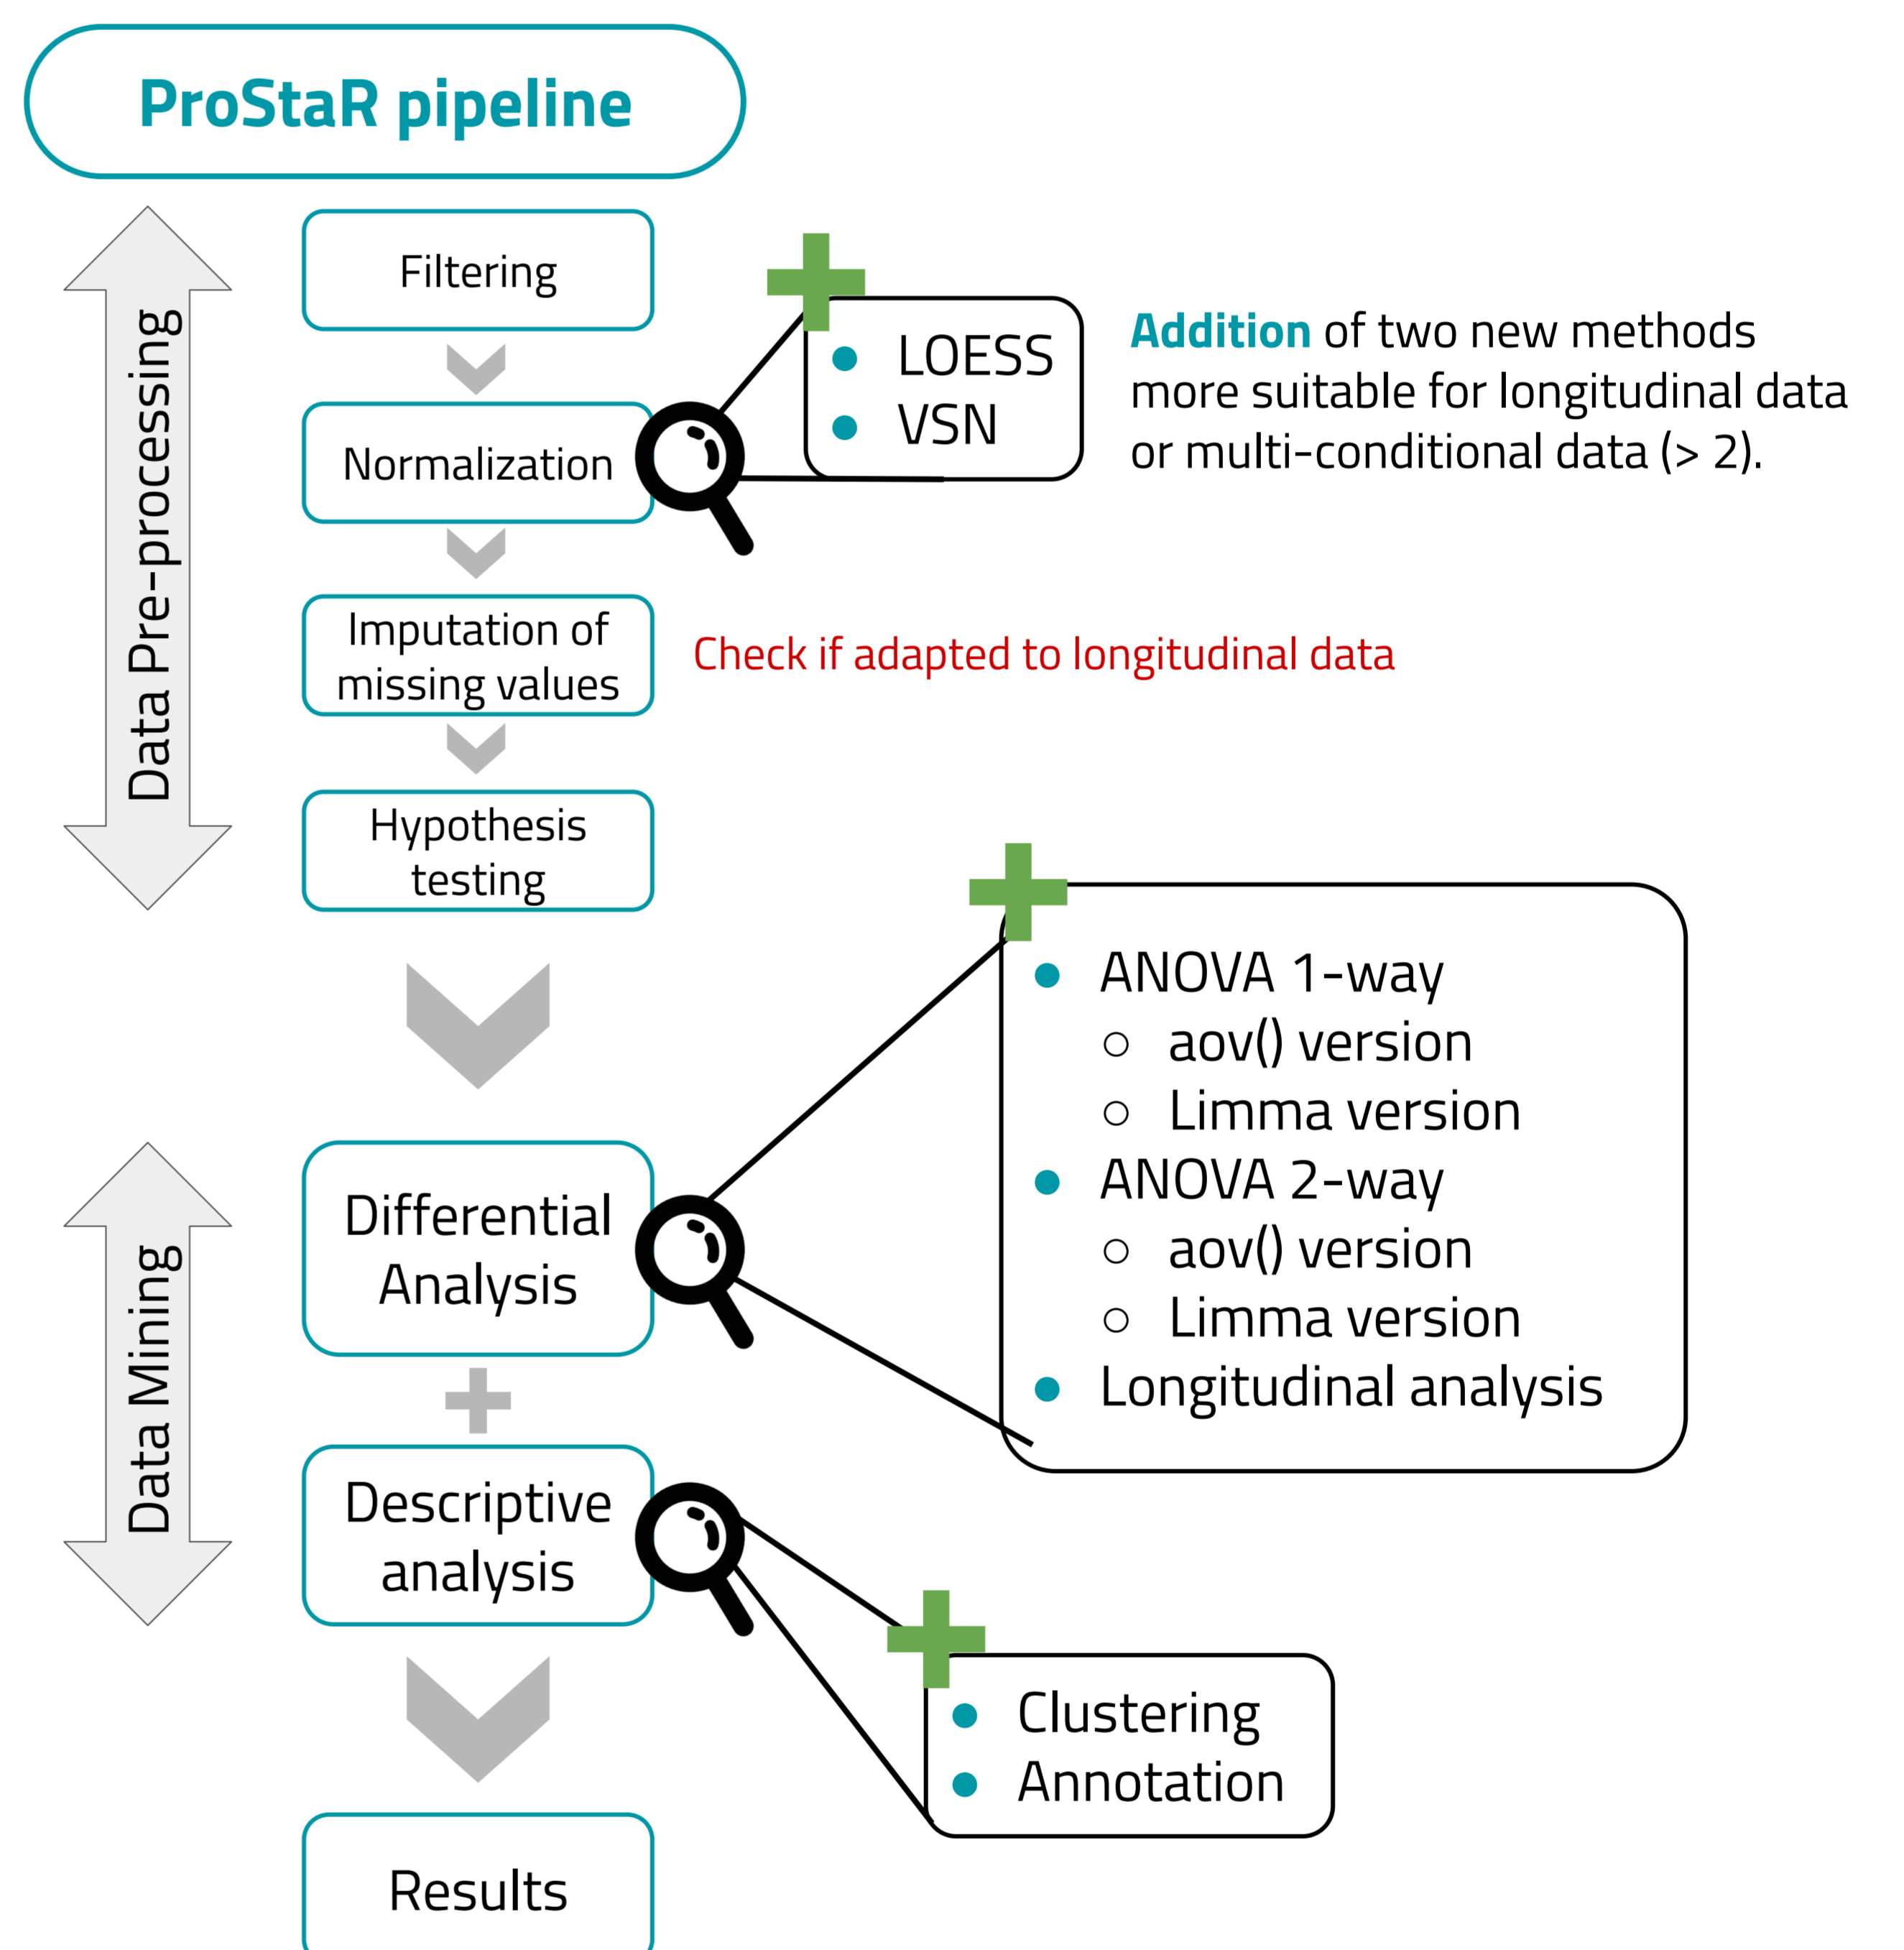 ProStaR pipeline
Data Pre-processing
Filtering
Normalization
LOESS
VSN
Addition of two new methods
more suitable for longitudinal data
or multi-conditional data (> 2).
Imputation of
missing values
Check if adapted to longitudinal data
Hypothesis
testing
Data Mining
Differential
Analysis
ANOVA 1-way
aov() version
Limma version
ANOVA 2-way
aov() version
Limma version
Longitudinal analysis
Descriptive
analysis
Clustering
Annotation
Results